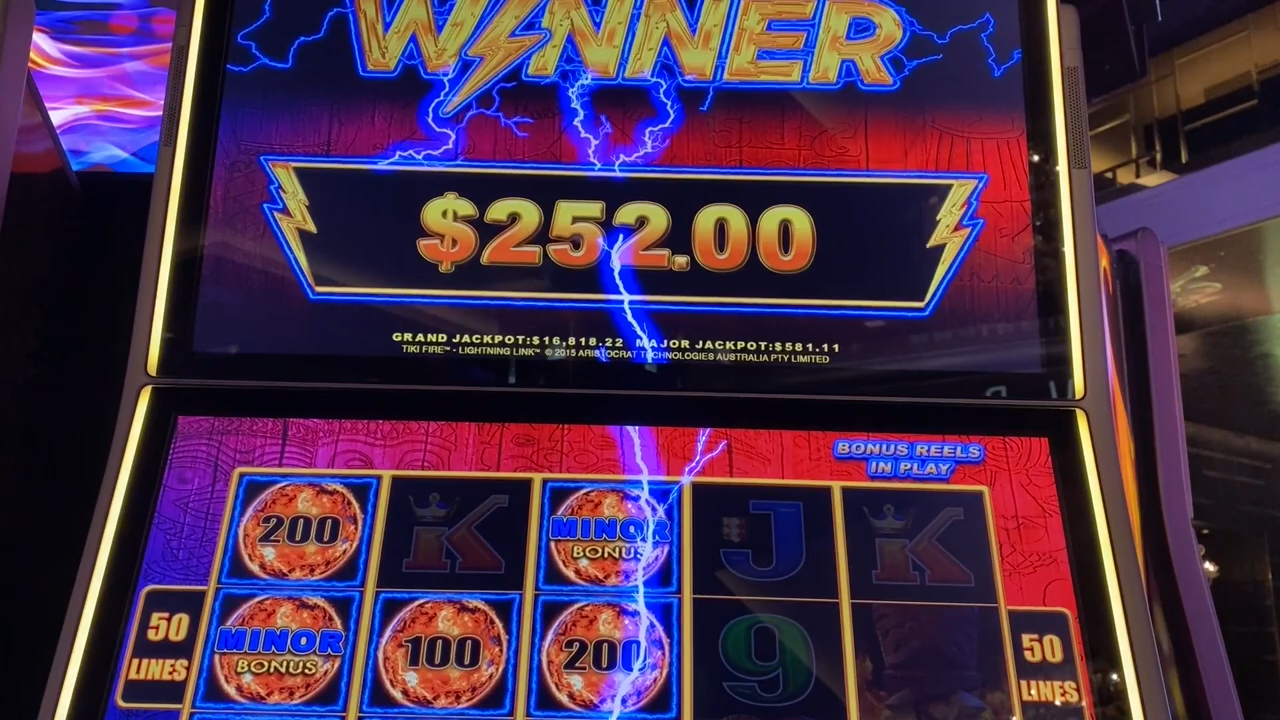 WINNER
$252.00
GRAND JACKPOT:$16,818.22 MAJOR JACKPOT:$581.11
TIKI FIRE™ - LIGHTNING LINK™ © 2015 ARISTOCRAT TECHNOLOGIES AUSTRALIA PTY LIMITED
BONUS REELS
IN PLAY
200
K
MINOR
BONUS
J
K
50
LINES
MINOR
BONUS
100
200
9
50
LINES